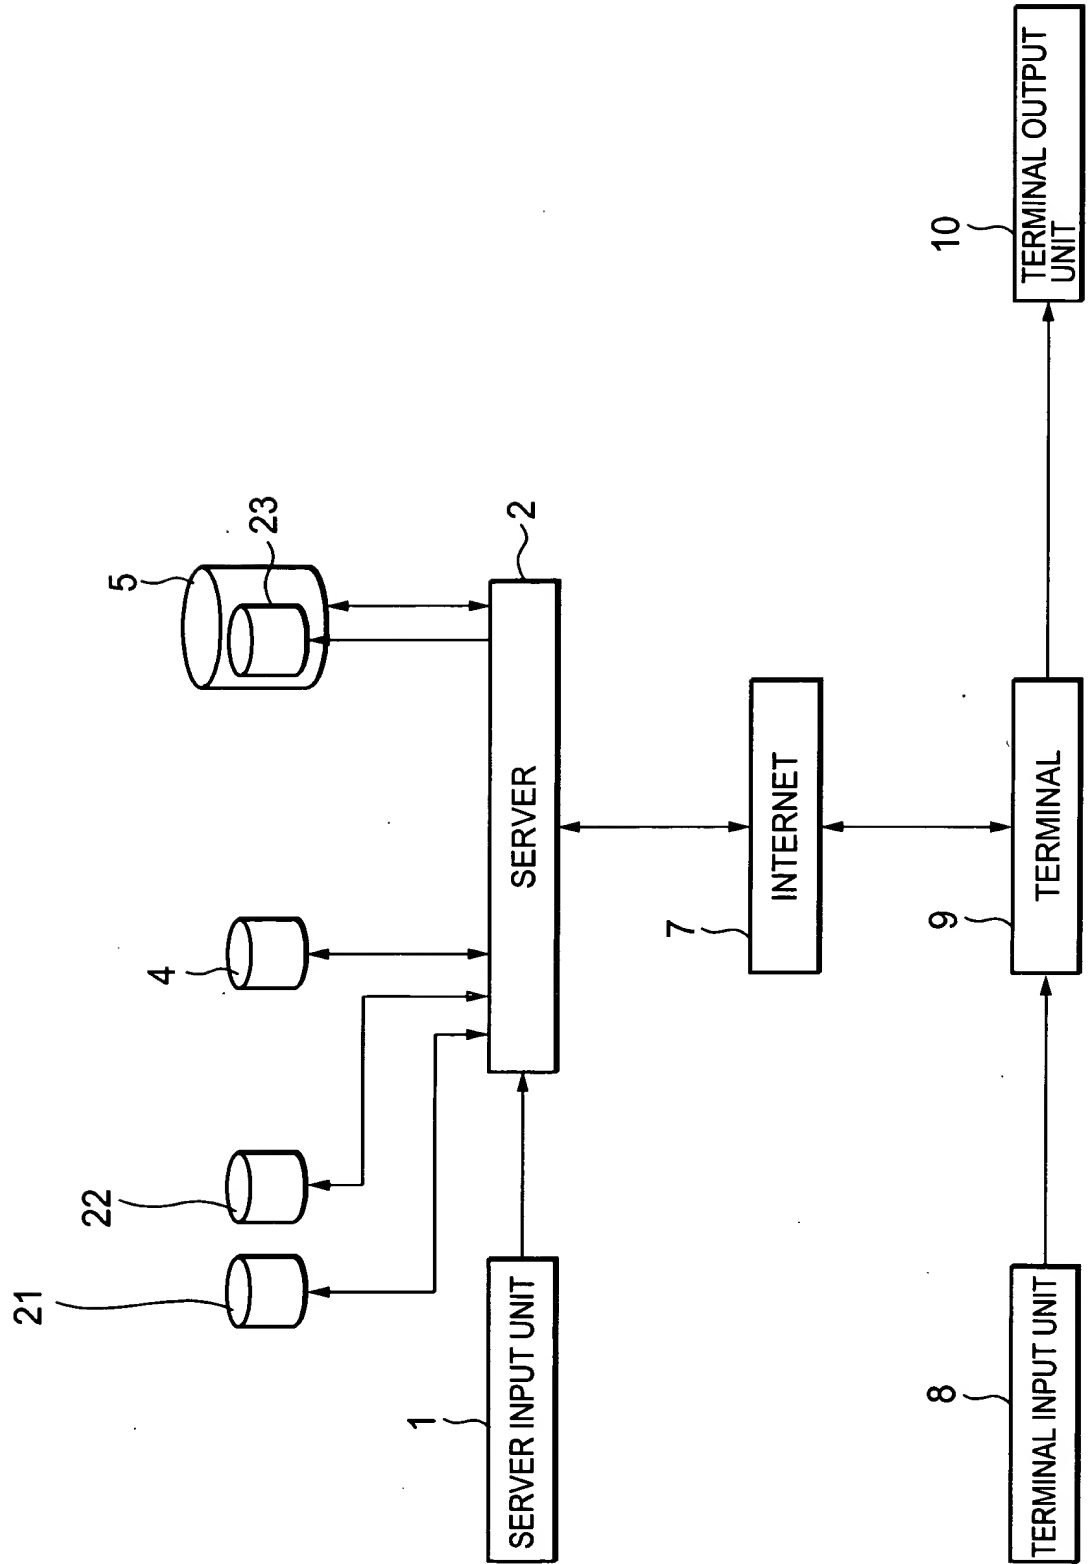 21
22
4
5
23
1
SERVER INPUT UNIT
SERVER
2
7
INTERNET
8
TERMINAL INPUT UNIT
9
TERMINAL
10
TERMINAL OUTPUT
UNIT